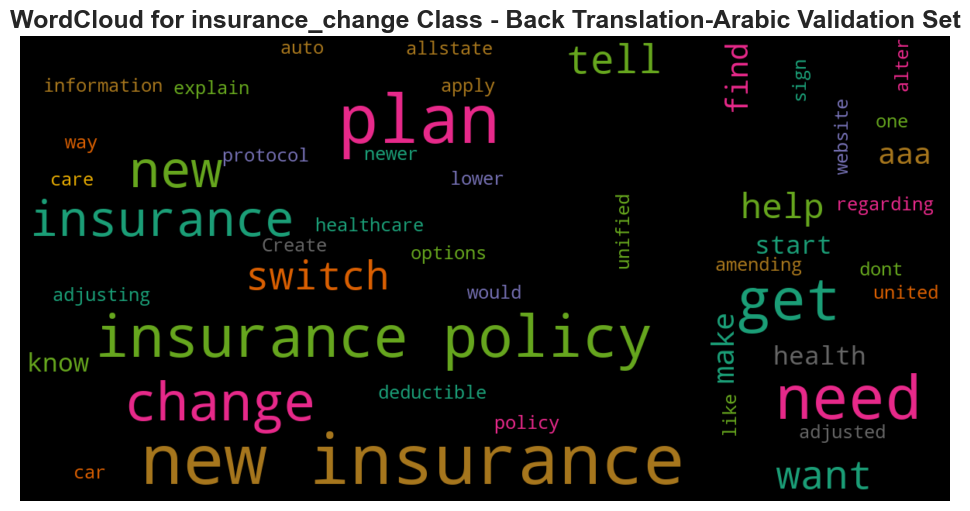 WordCloud for insurance_change Class - Back Translation-Arabic Validation Set
auto
allstate
tell
find
sign
alter
information
explain
apply
plan
website
one
way
protocol
newer
aaa
care
new
lower
insurance
healthcare
unified
help
regarding
Create
options
start
switch
amending
dont
adjusting
would
get
united
insurance policy
make
know
health
change
deductible
like
need
policy
adjusted
car
new insurance
want